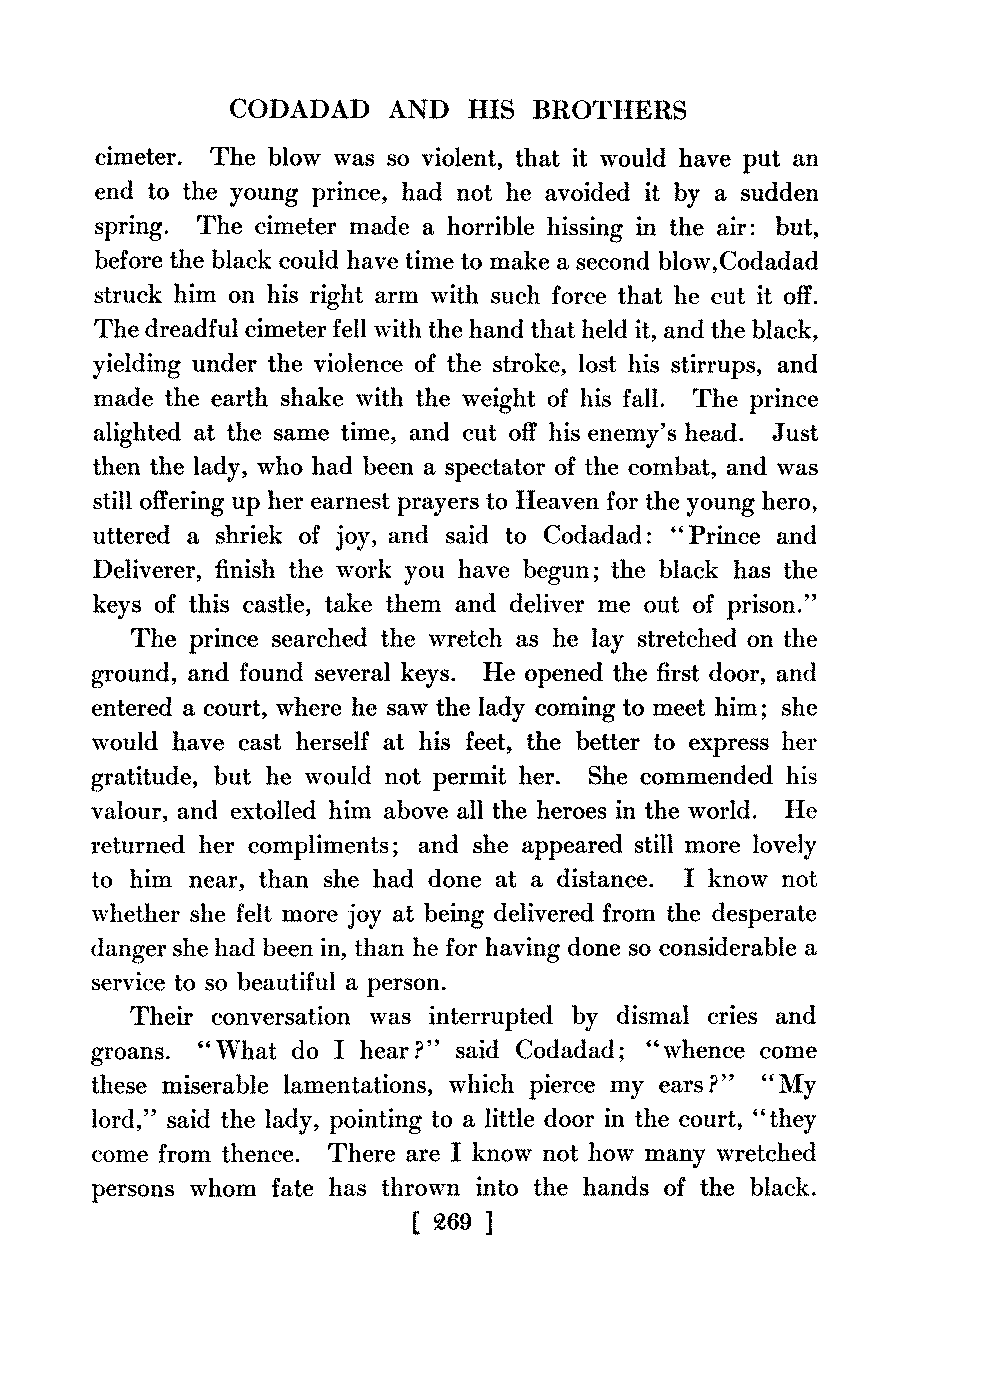 CODADAD AND HIS BROTHERS
cimeter. The blow was so violent, that it would have put an
end to the young prince, had not he avoided it by a sudden
spring. The cimeter made a horrible hissing in the air: but,
before the black could have time to make a second blow,Codadad
struck him on his right arm with such force that he cut it off.
The dreadful cimeter fell with the hand that held it, and the black,
yielding under the violence of the stroke, lost his stirrups, and
made the earth shake with the weight of his fall. The prince
alighted at the same time, and cut off his enemy's head. Just
then the lady, who had been a spectator of the combat, and was
still offering up her earnest prayers to Heaven for the young hero,
uttered a shriek of joy, and said to Codadad: "Prince and
Deliverer, finish the work you have begun; the black has the
keys of this castle, take them and deliver me out of prison."
The prince searched the wretch as he lay stretched on the
ground, and found several keys. He opened the first door, and
entered a court, where he saw the lady coming to meet him; she
would have cast herself at his feet, the better to express her
gratitude, but he would not permit her. She commended his
valour, and extolled him above all the heroes in the world. He
returned her compliments; and she appeared still more lovely
to him near, than she had done at a distance. I know not
whether she felt more joy at being delivered from the desperate
danger she had been in, than he for having done so considerable a
service to so beautiful a person.
Their conversation was interrupted by dismal cries and
groans. "What do I hear?" said Codadad; "whence come
these miserable lamentations, which pierce my ears?" "My
lord," said the lady, pointing to a little door in the court, "they
come from thence. There are I know not how many wretched
persons whom fate has thrown into the hands of the black.
[ 269 ]